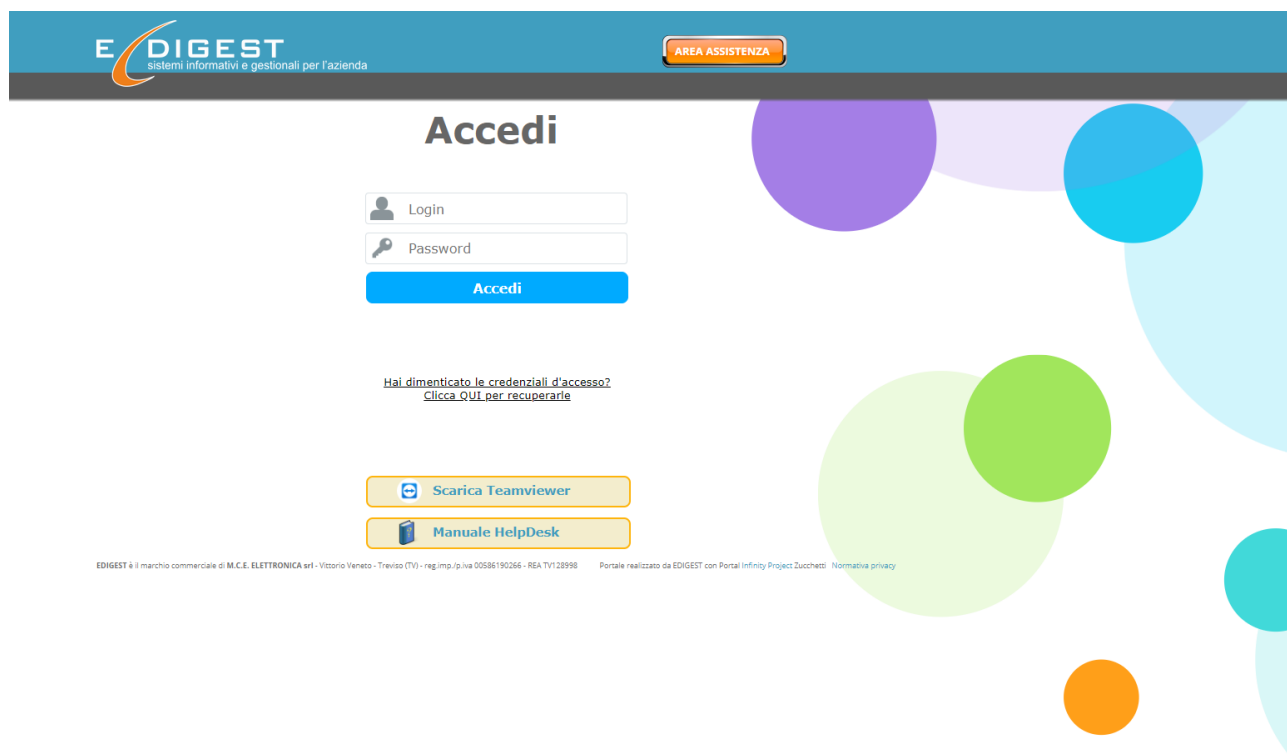 E DIGEST
sistemi informativi e gestionali per l'azienda
AREA ASSISTENZA
Accedi
Login
Password
Accedi
Hai dimenticato le credenziali d'accesso?
Clicca QUI per recuperarle
Scarica Teamviewer
Manuale HelpDesk
EDIGEST è il marchio commerciale di M.C.E. ELETTRONICA srl - Vittorio Veneto - Treviso (TV) - reg.imp./p.iva 00586190266 - REA TV128998 Portale realizzato da EDIGEST con Portal Infinity Project Zucchetti Normativa privacy